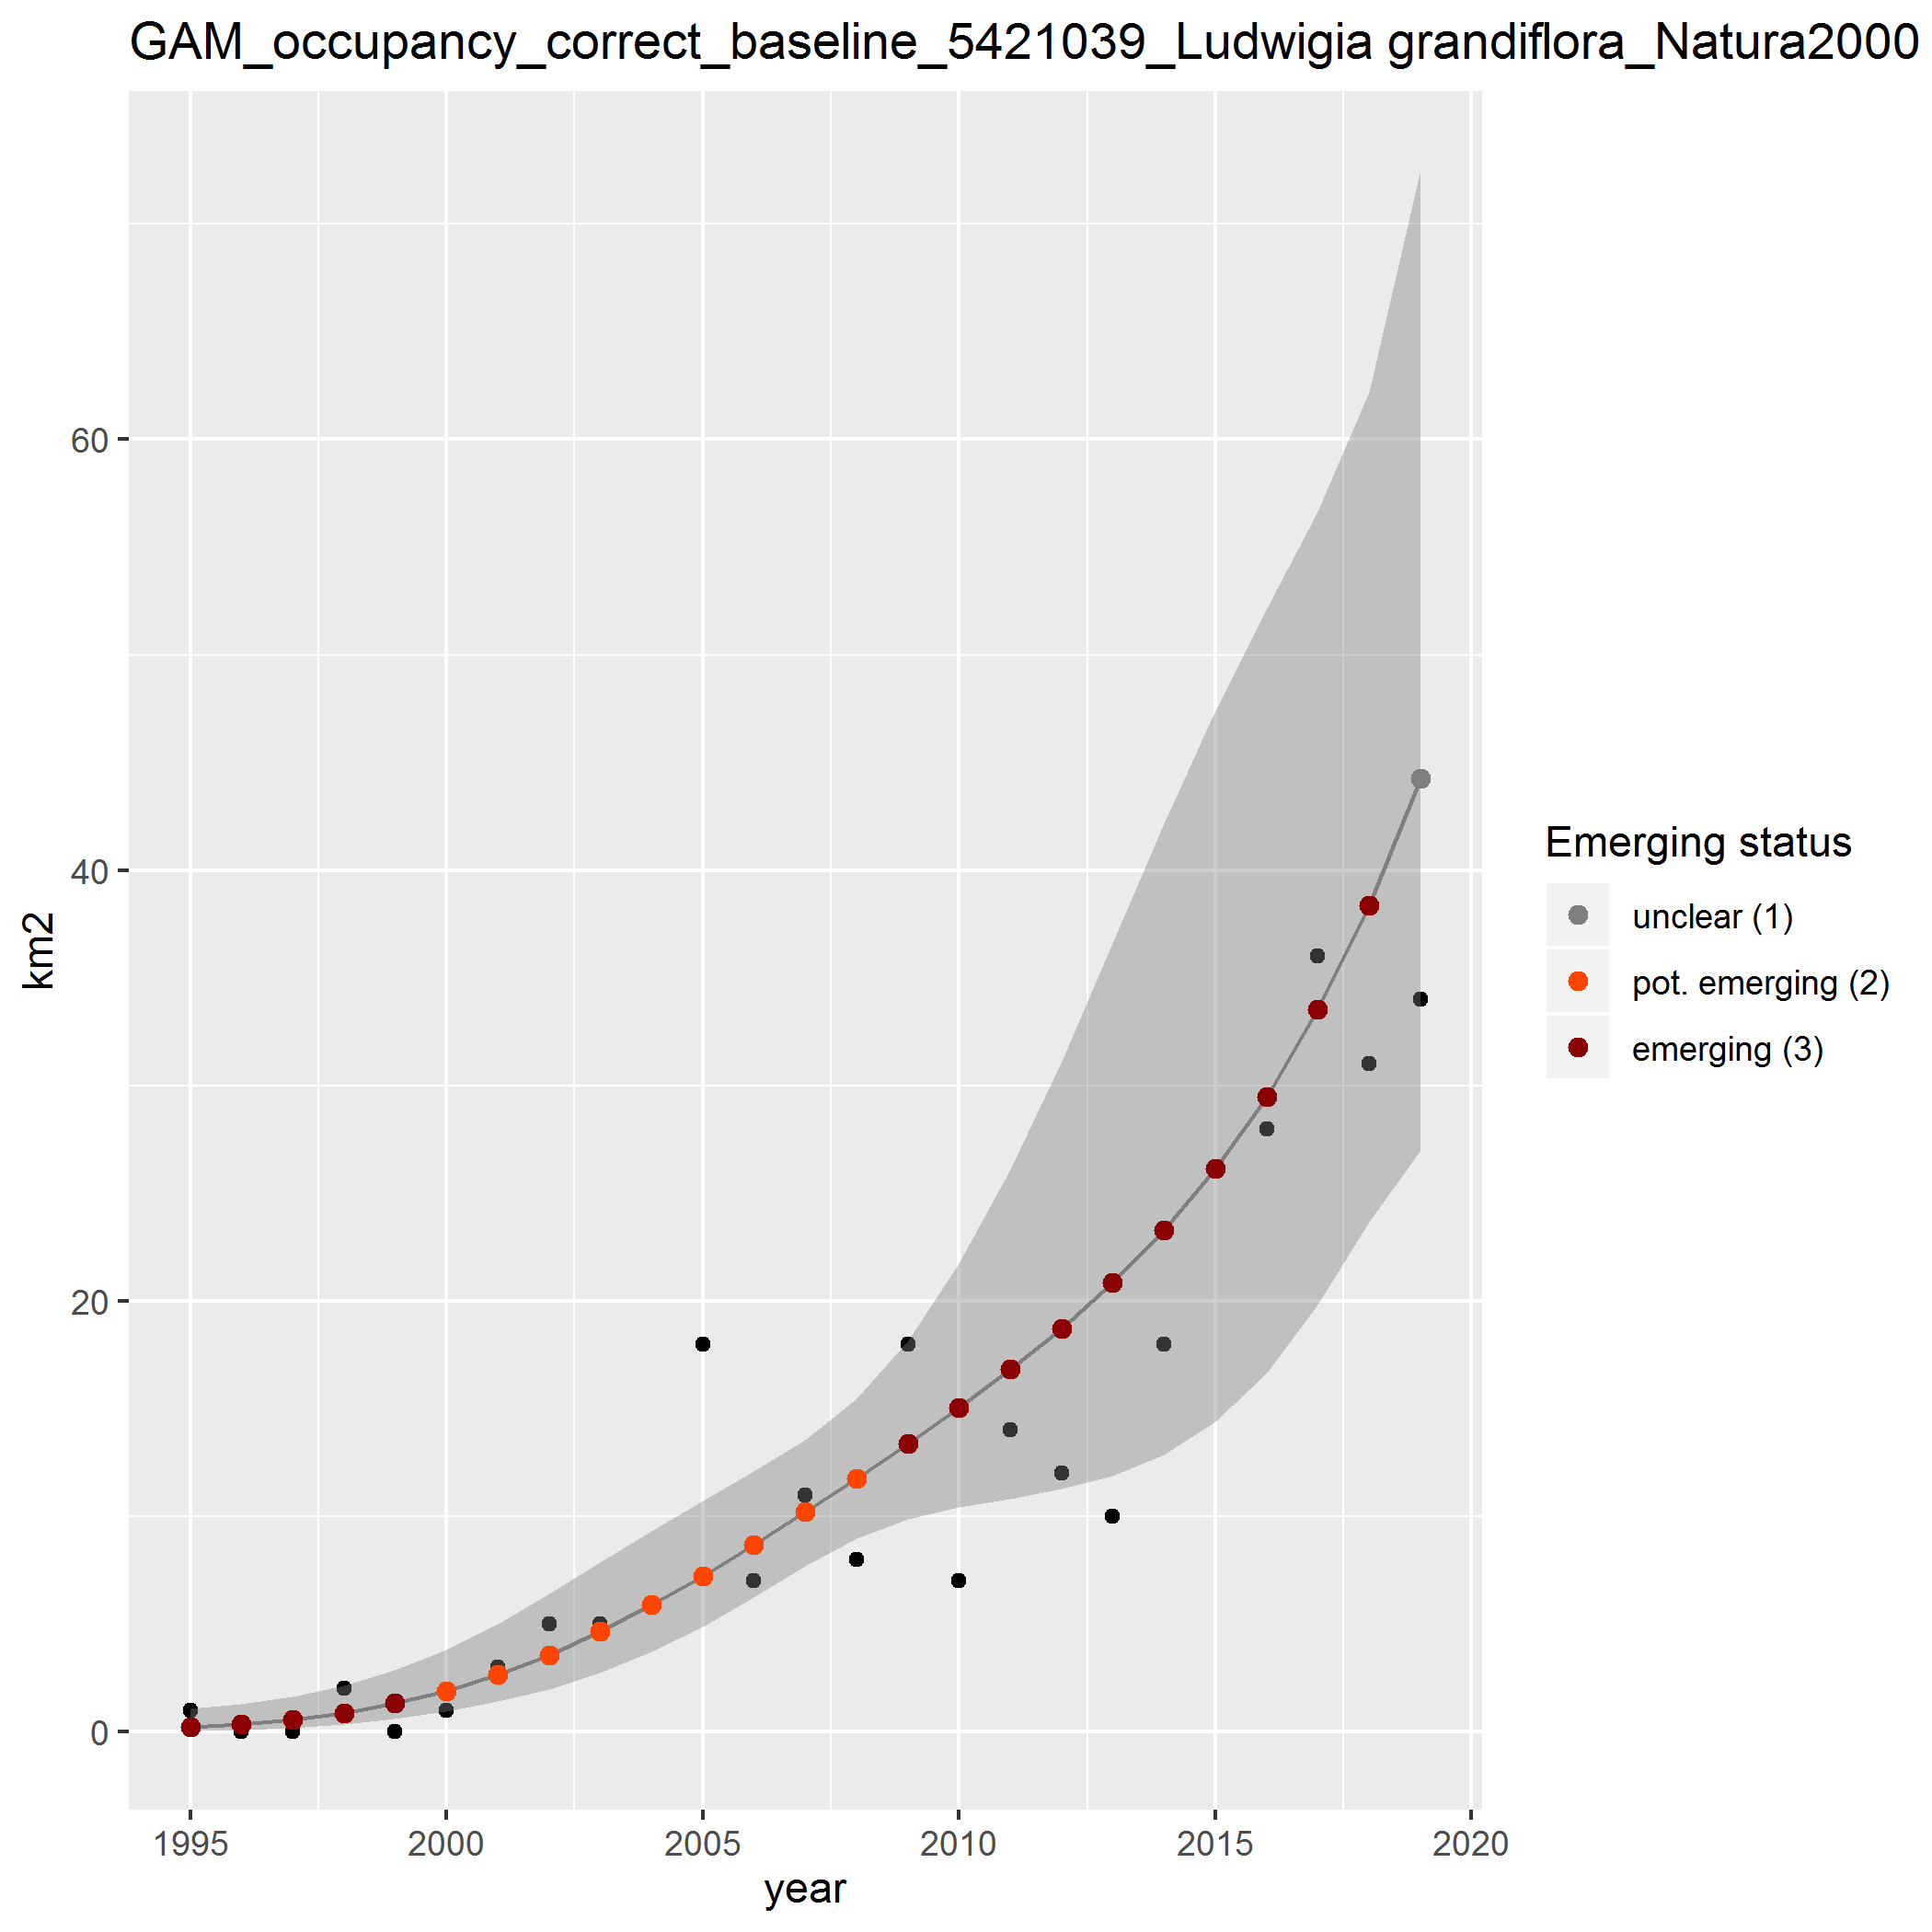 GAM_occupancy_correct_baseline_5421039_Ludwigia grandiflora_Natura2000
60
40
20
0
km2
1995 2000 2005 2010 2015 2020
year
Emerging status
unclear (1)
pot. emerging (2)
emerging (3)